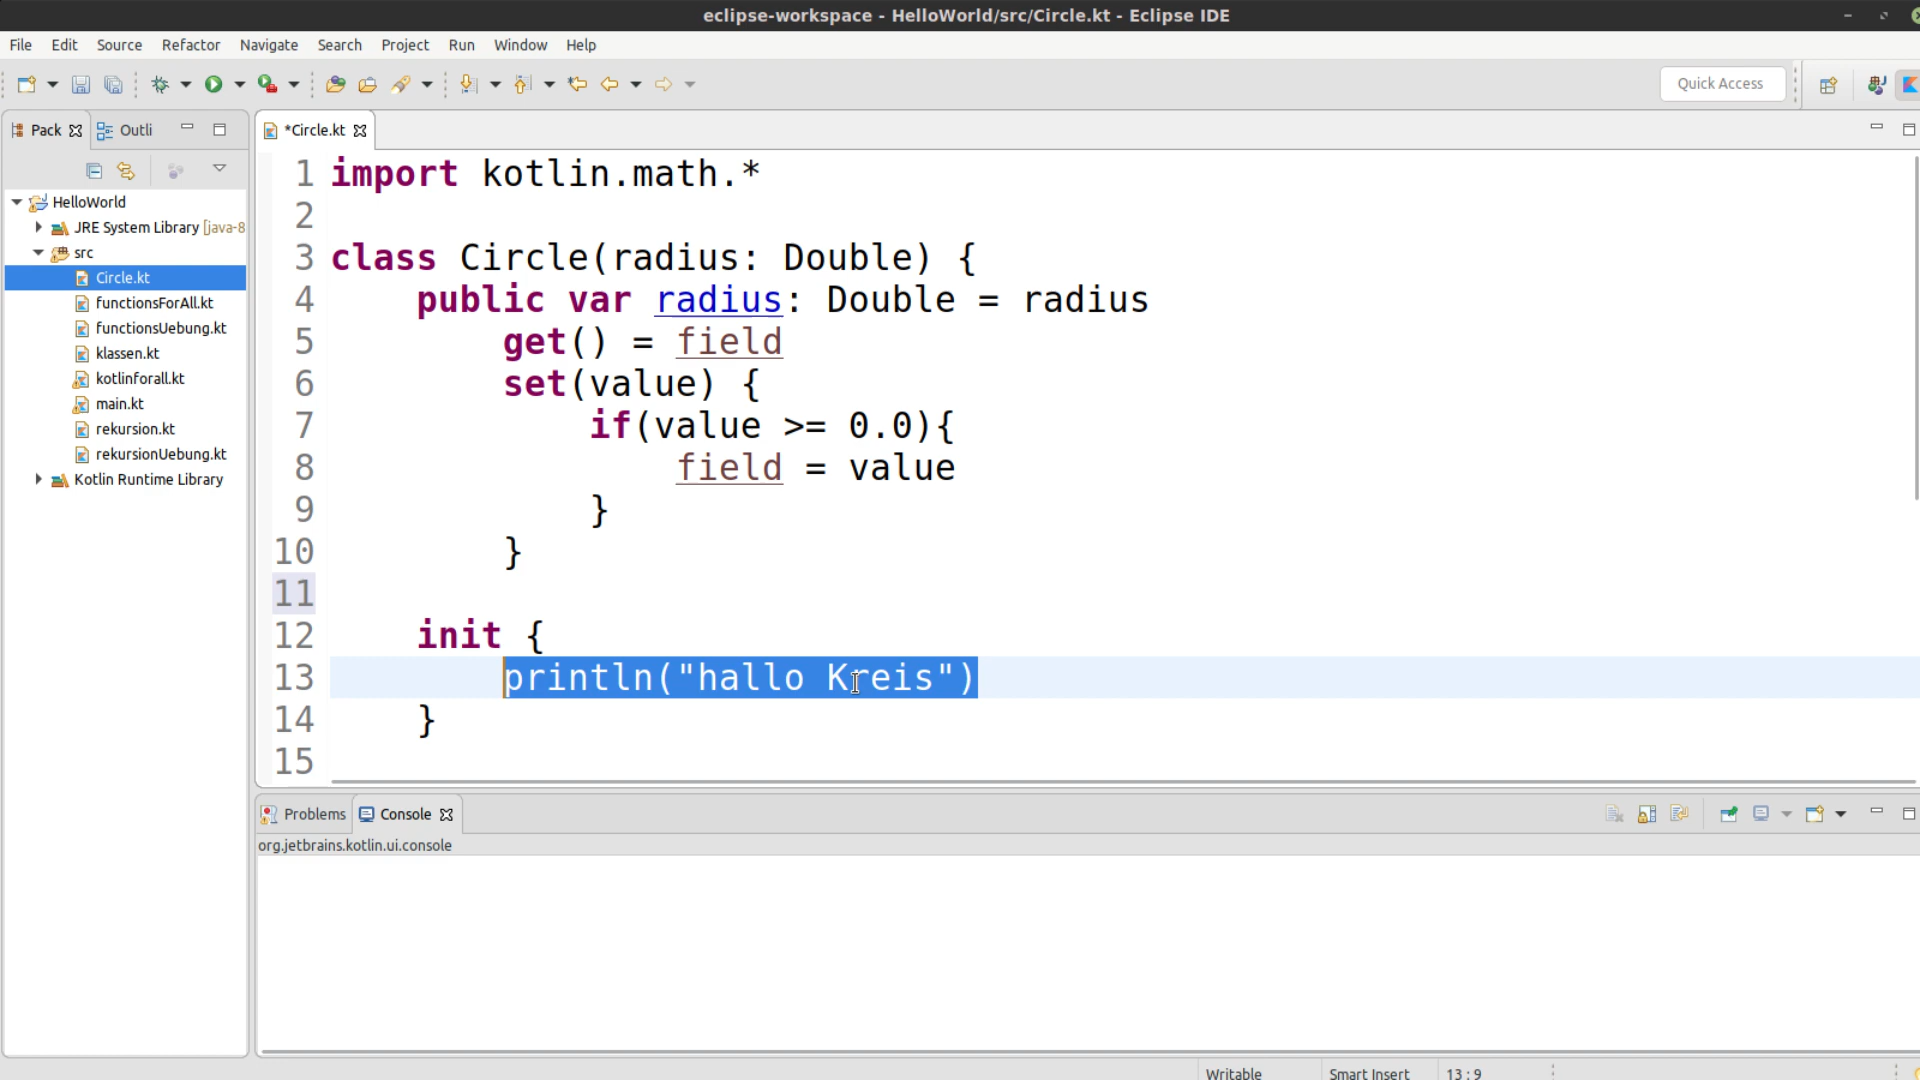 eclipse-workspace - HelloWorld/src/Circle.kt - Eclipse IDE
File Edit Source Refactor Navigate Search Project Run Window Help
Quick Access
Pack Outli
*Circle.kt
HelloWorld
JRE System Library [java-8
src
Circle.kt
functionsForAll.kt
functionsUebung.kt
klassen.kt
kotlinforall.kt
main.kt
rekursion.kt
rekursionUebung.kt
Kotlin Runtime Library
1 import kotlin.math.*
2
3 class Circle(radius: Double) {
4 public var radius: Double = radius
5 get() = field
6 set(value) {
7 if(value >= 0.0){
8 field = value
9 }
10 }
11
12 init {
13 println("hallo Kreis")
14 }
15
Problems Console
org.jetbrains.kotlin.ui.console
Writable Smart Insert 13 : 9